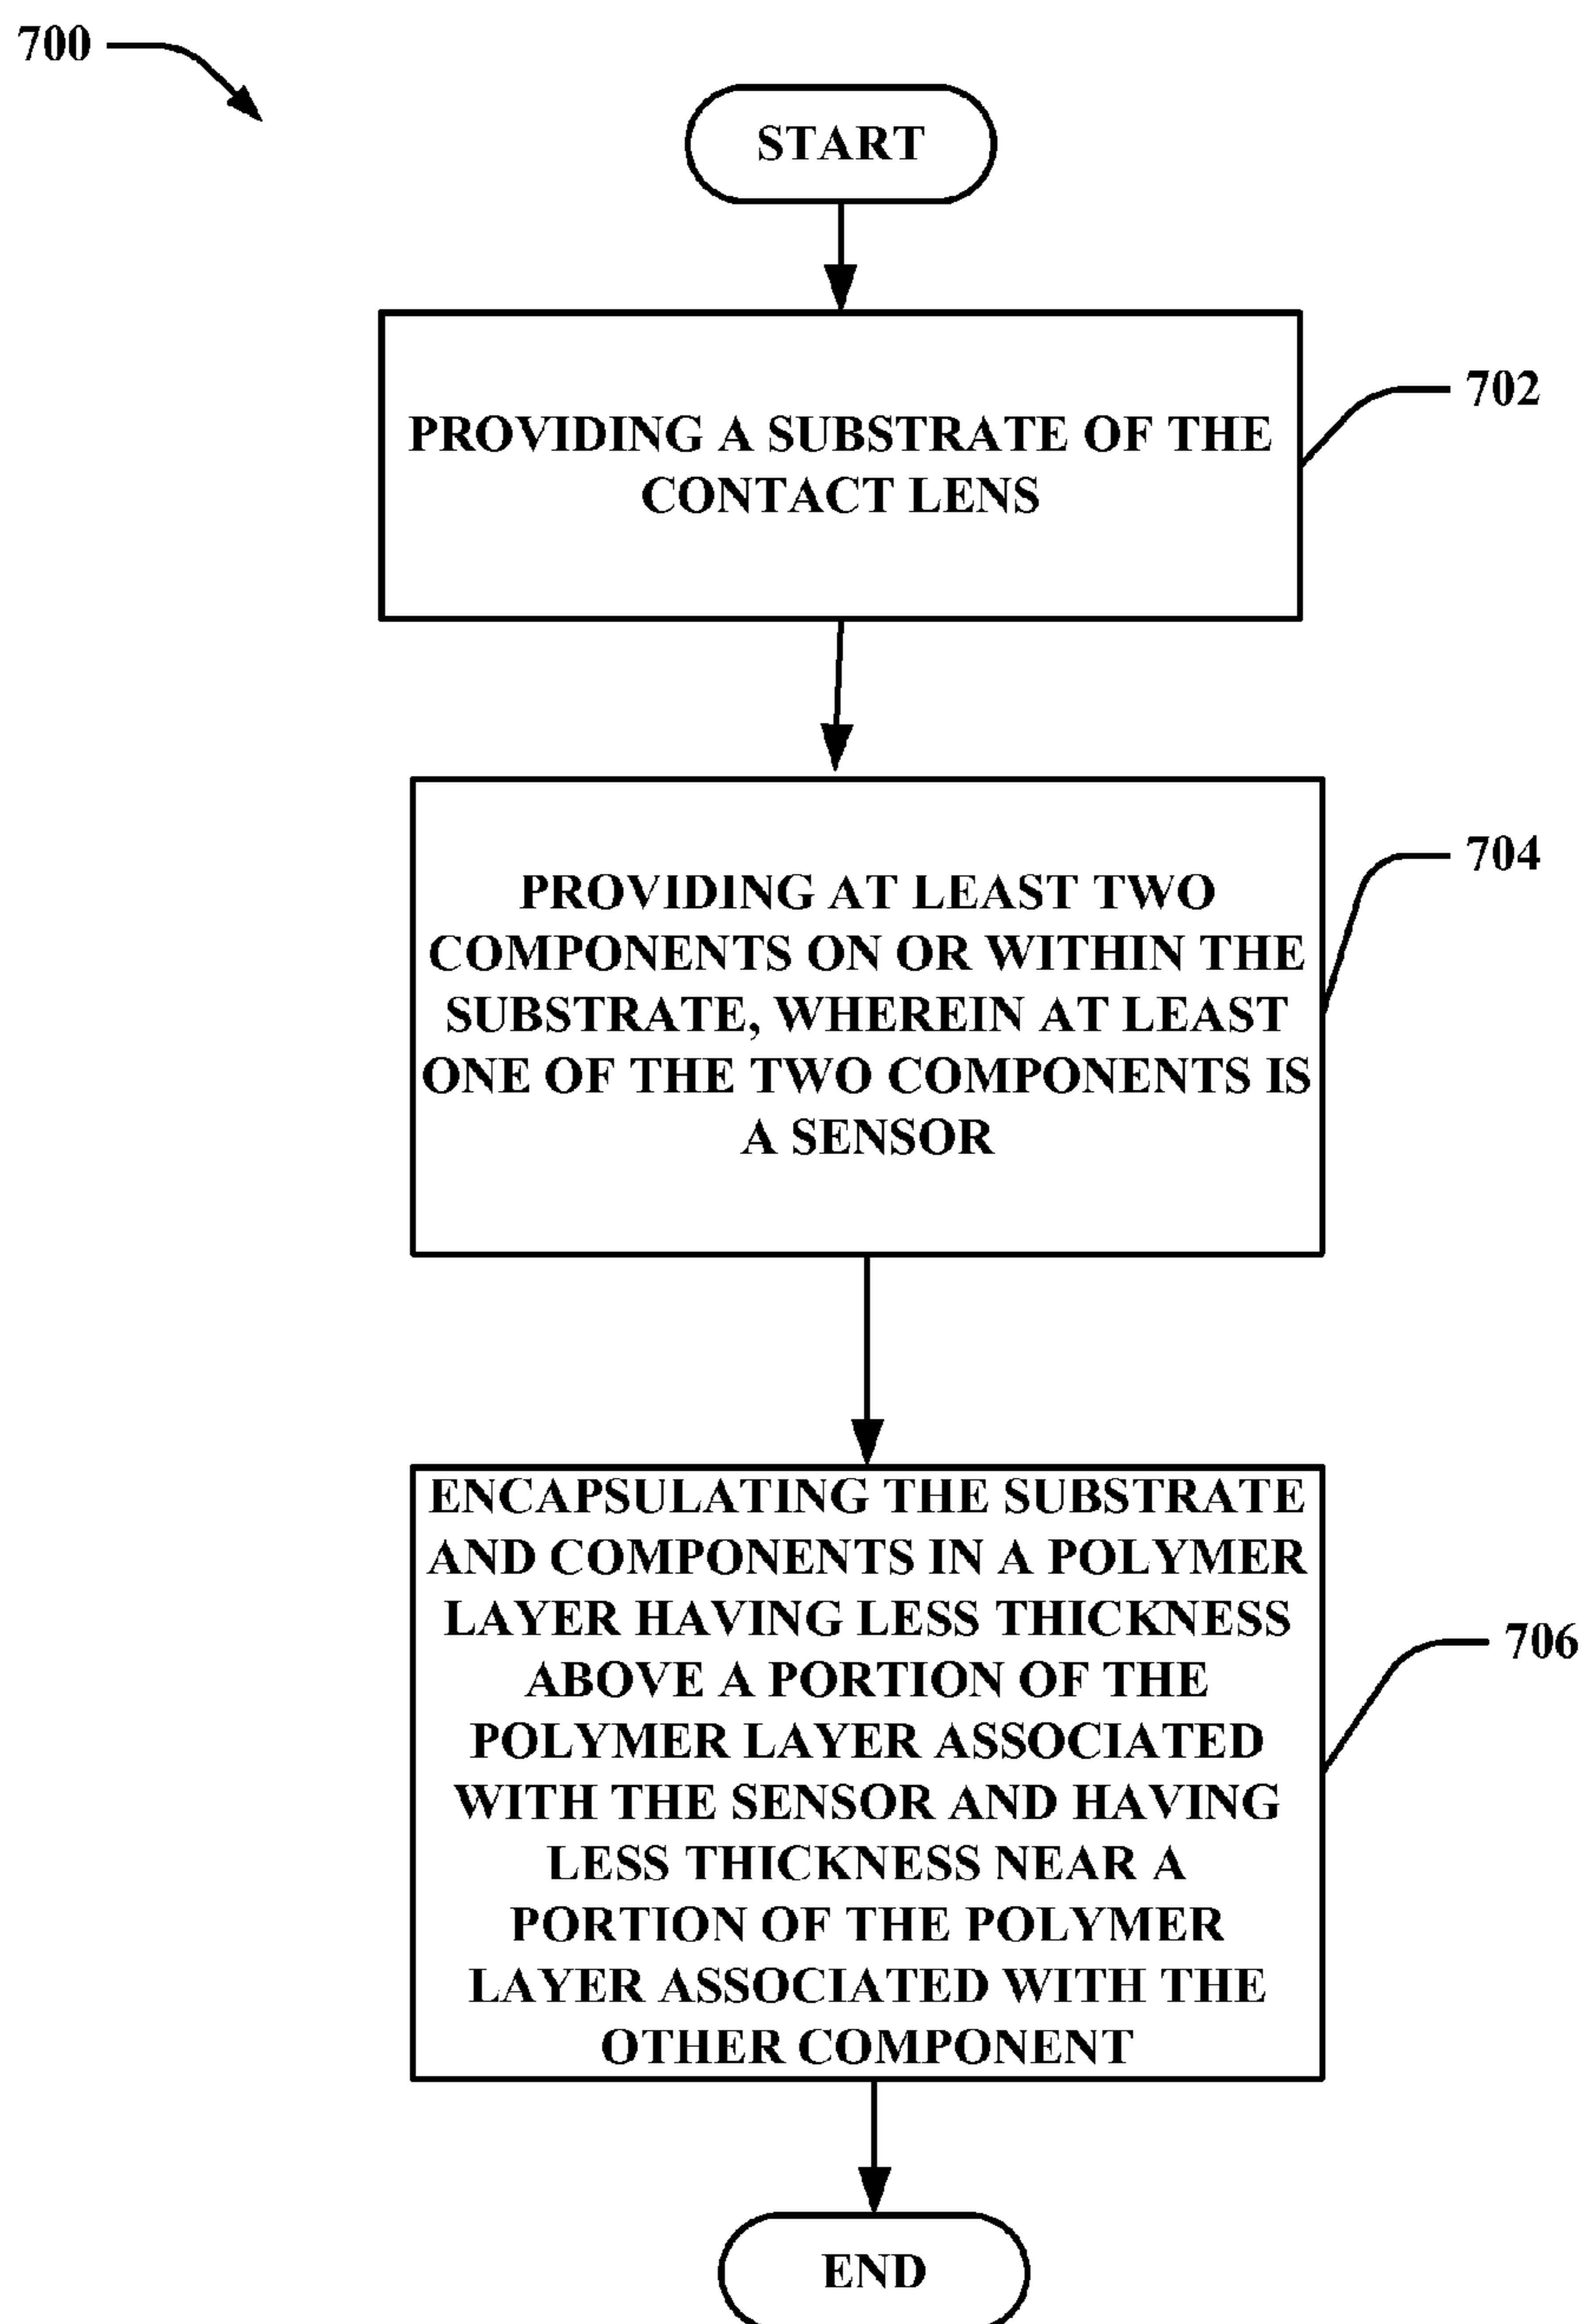 700
START
PROVIDING A SUBSTRATE OF THE
CONTACT LENS
702
PROVIDING AT LEAST TWO
COMPONENTS ON OR WITHIN THE
SUBSTRATE, WHEREIN AT LEAST
ONE OF THE TWO COMPONENTS IS
A SENSOR
704
ENCAPSULATING THE SUBSTRATE
AND COMPONENTS IN A POLYMER
LAYER HAVING LESS THICKNESS
ABOVE A PORTION OF THE
POLYMER LAYER ASSOCIATED
WITH THE SENSOR AND HAVING
LESS THICKNESS NEAR A
PORTION OF THE POLYMER
LAYER ASSOCIATED WITH THE
OTHER COMPONENT
706
END